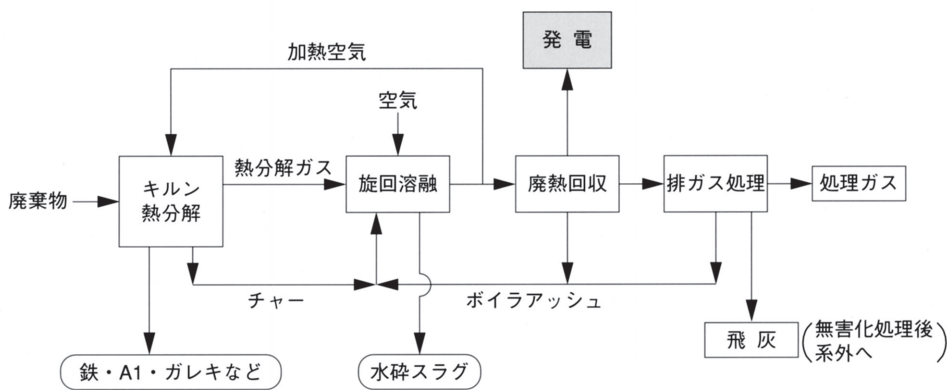 発 電
加熱空気
空気
熱分解ガス
廃棄物
キルン
熱分解
旋回溶融
廃熱回収
排ガス処理
処理ガス
チャー
ボイラアッシュ
飛 灰
(無害化処理後
系外へ)
鉄・A1・ガレキなど
水砕スラグ